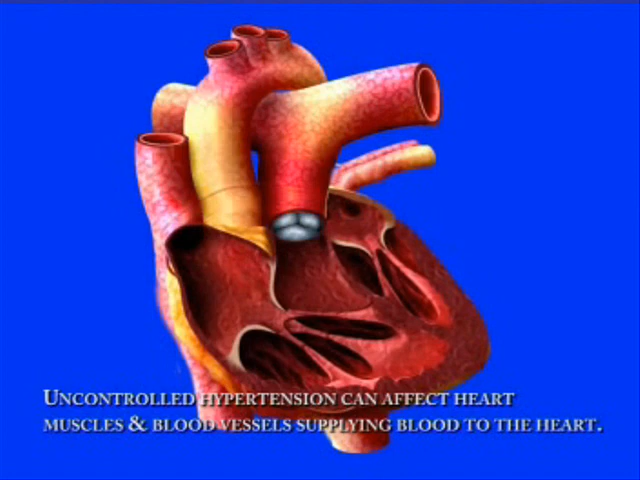 Uncontrolled hypertension can affect heart
muscles & blood vessels supplying blood to the heart.